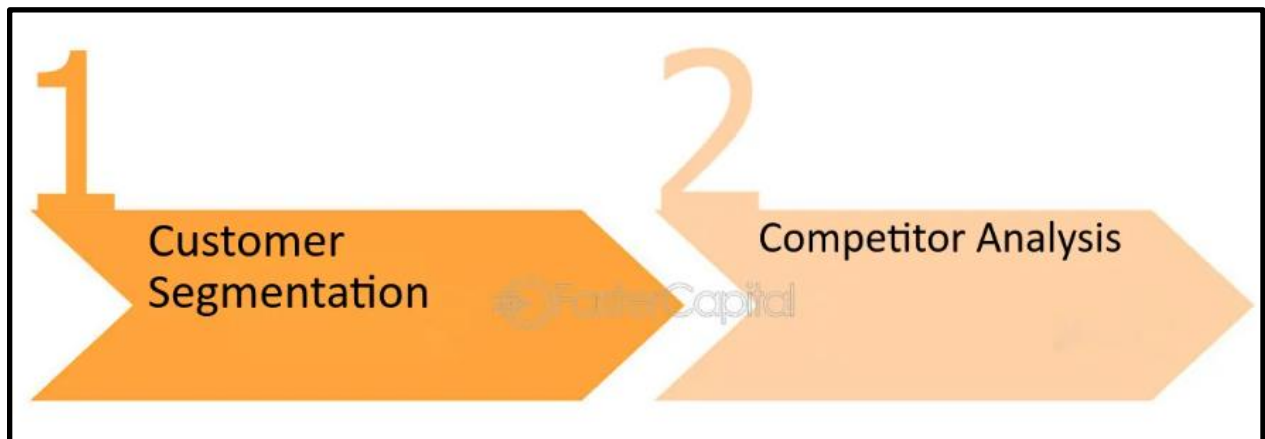 1
Customer
Segmentation
2
Competitor Analysis
FasterCapital